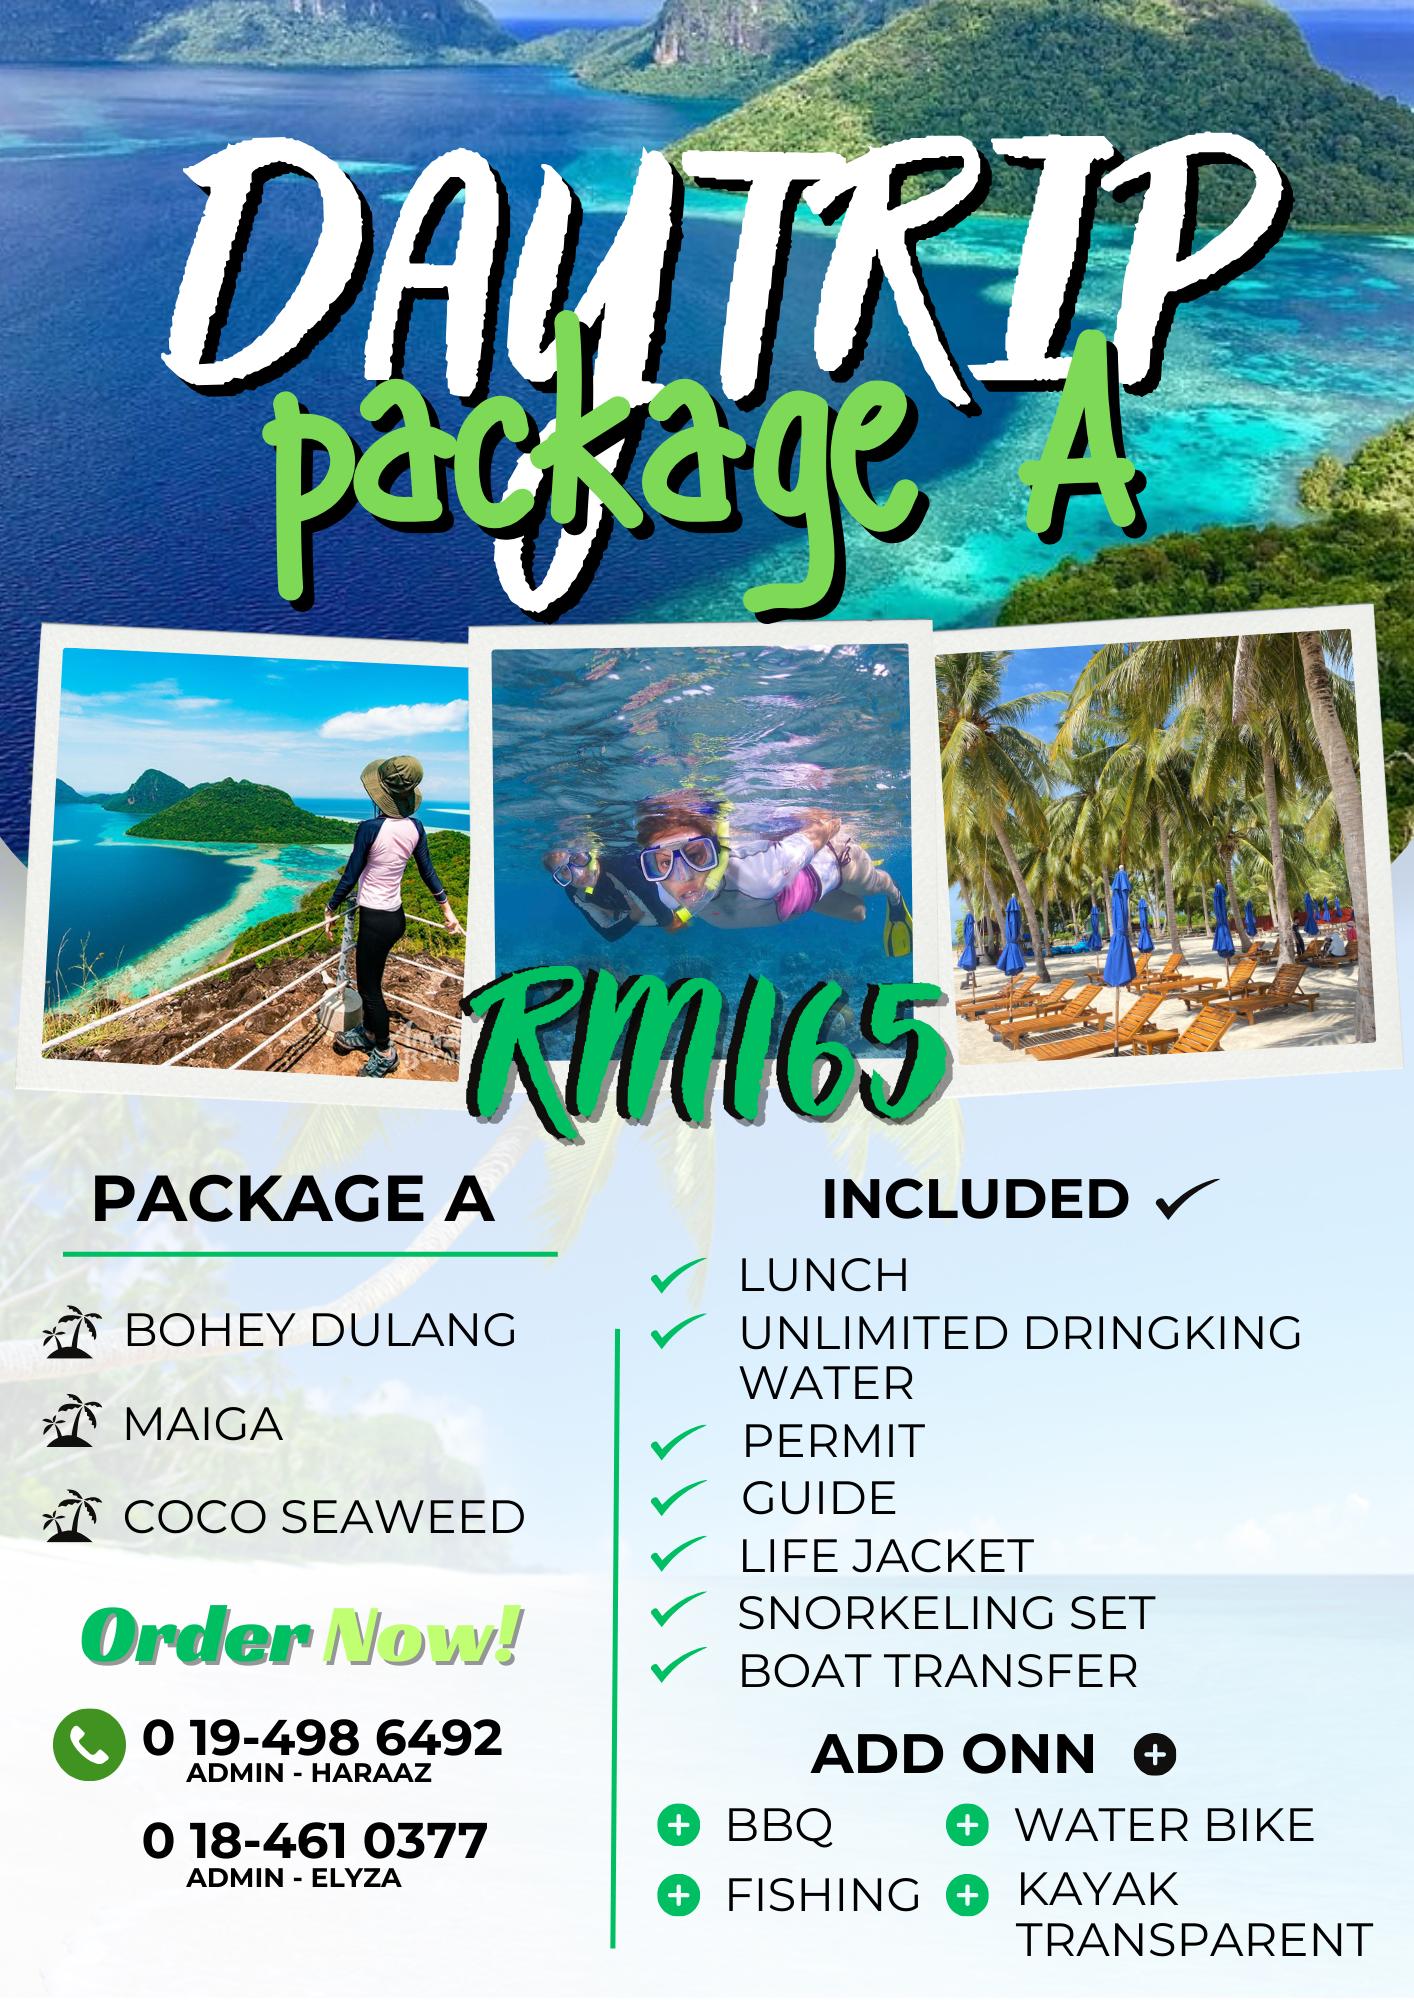 DAYTRIP
package A
RM165
PACKAGE A
BOHEY DULANG
MAIGA
COCO SEAWEED
Order Now!
0 19-498 6492
ADMIN - HARAAZ
0 18-461 0377
ADMIN - ELYZA
INCLUDED
LUNCH
UNLIMITED DRINGKING
WATER
PERMIT
GUIDE
LIFE JACKET
SNORKELING SET
BOAT TRANSFER
ADD ONN
BBQ
WATER BIKE
FISHING
KAYAK
TRANSPARENT